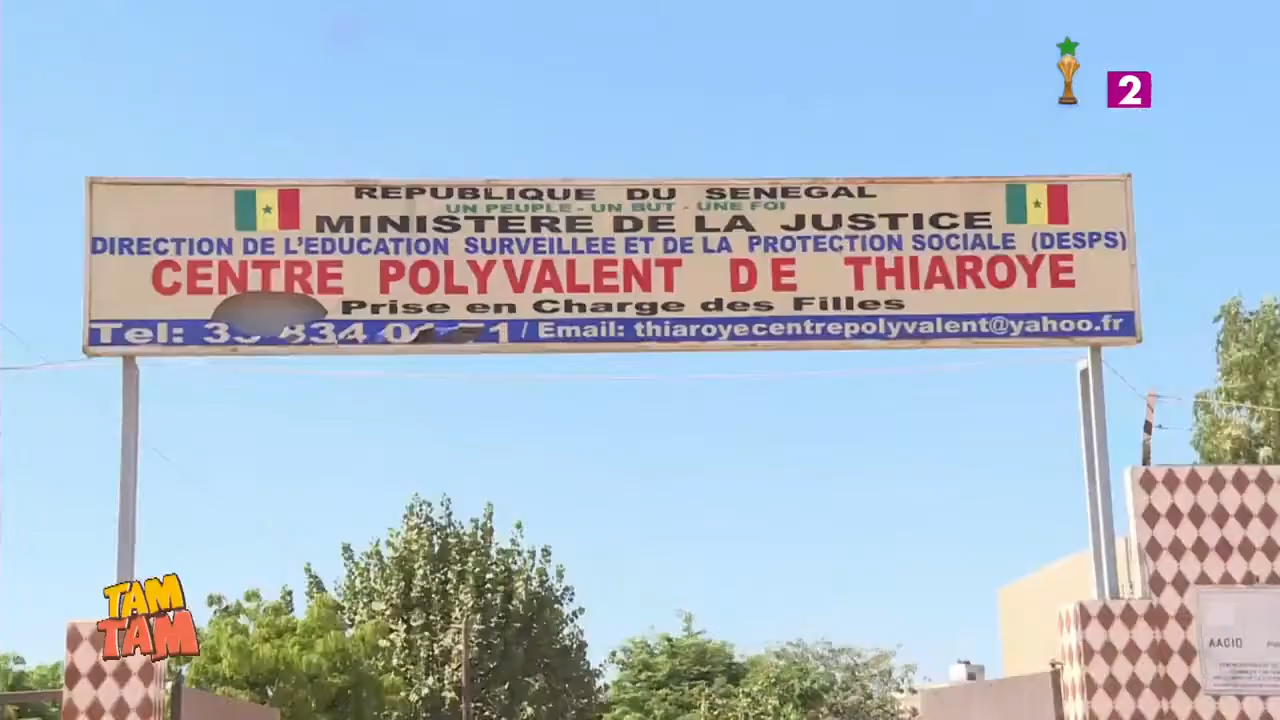 2
REPUBLIQUE DU SENEGAL
UN PEUPLE - UN BUT - UNE FOI
MINISTERE DE LA JUSTICE
DIRECTION DE L'EDUCATION SURVEILLEE ET DE LA PROTECTION SOCIALE (DESPS)
CENTRE POLYVALENT DE THIAROYE
Prise en Charge des Filles
Tel: 834 / Email: thiaroyecentrepolyvalent@yahoo.fr
TAM
TAM
AACID